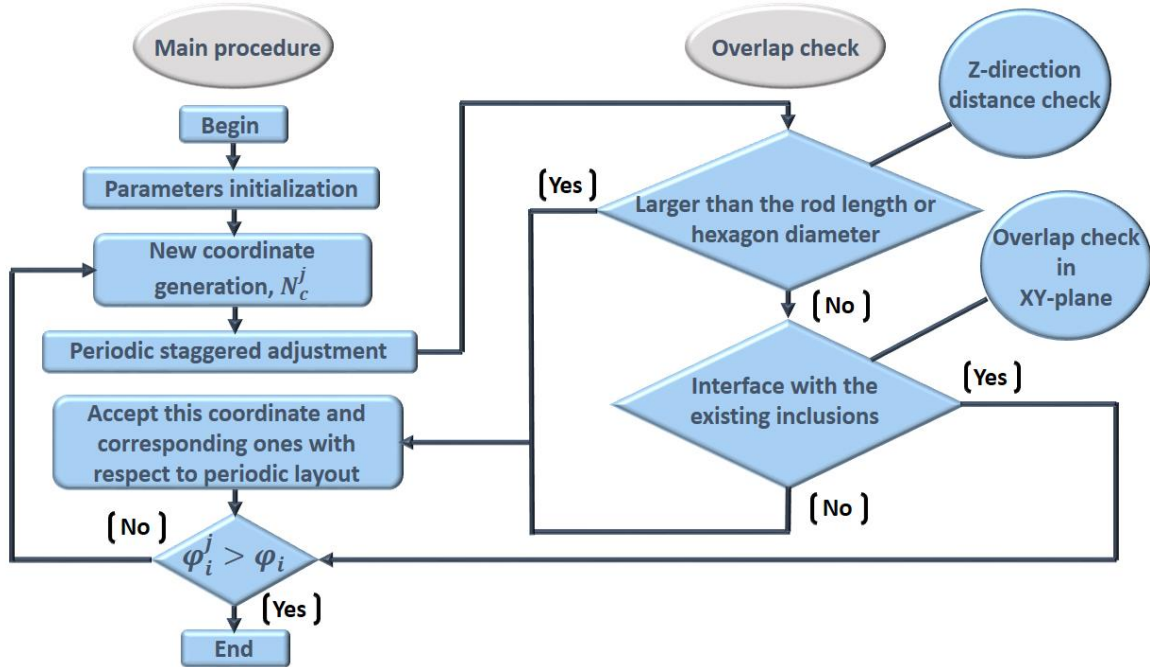 Main procedure
Begin
Parameters initialization
New coordinate
generation, N_c^j
Periodic staggered adjustment
Accept this coordinate and
corresponding ones with
respect to periodic layout
(No)
φ_i^j > φ_i
(Yes)
End
Overlap check
Z-direction
distance check
(Yes)
Larger than the rod length or
hexagon diameter
(No)
Overlap check
in
XY-plane
Interface with the
existing inclusions
(Yes)
(No)